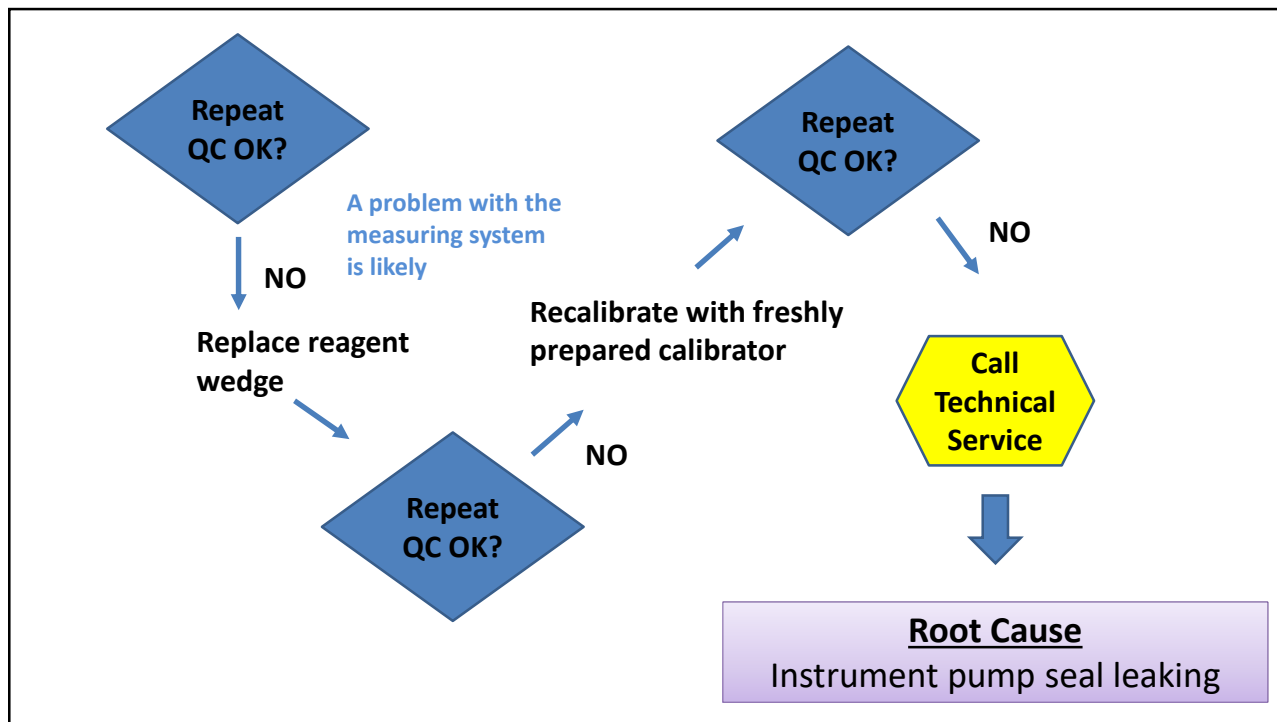 Repeat
QC OK?
A problem with the
measuring system
is likely
NO
Replace reagent
wedge
Repeat
QC OK?
NO
Recalibrate with freshly
prepared calibrator
Repeat
QC OK?
NO
Call
Technical
Service
Root Cause
Instrument pump seal leaking